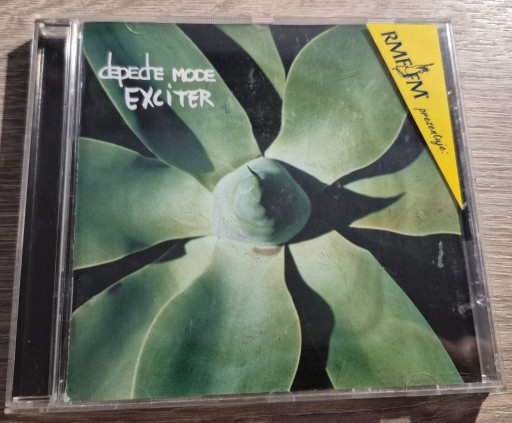 depeche MODE
EXCiTER
RMF FM
prezentuje: